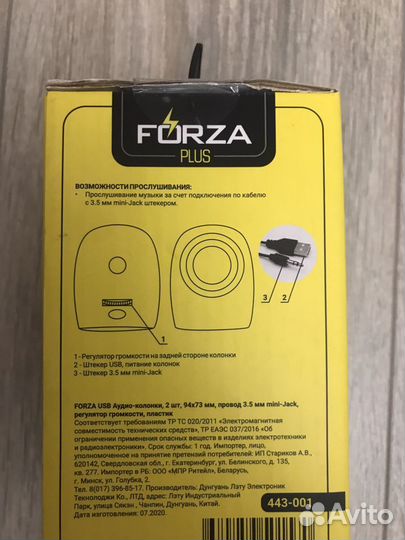 FORZA
PLUS
ВОЗМОЖНОСТИ ПРОСЛУШИВАНИЯ:
• Прослушивание музыки за счет подключения по кабелю
с 3.5 мм mini-Jack штекером.
3 2
1
1 - Регулятор громкости на задней стороне колонки
2 - Штекер USB, питание колонок
3 - Штекер 3.5 мм mini-Jack
FORZA USB Аудио-колонки, 2 шт, 94х73 мм, провод 3.5 мм mini-Jack,
регулятор громкости, пластик
Соответствует требованиям ТР ТС 020/2011 «Электромагнитная
совместимость технических средств», ТР ЕАЭС 037/2016 «Об
ограничении применения опасных веществ в изделиях электротехники
и радиоэлектроники». Срок службы: 1 год. Импортер, лицо,
уполномоченное на принятие претензий потребителей: ИП Стариков А.В.,
620142, Свердловская обл., г. Екатеринбург, ул. Белинского, д. 135,
кв. 277. Импортер в РБ: ООО «МПР Ритейл», Беларусь,
г. Минск, ул. Голубка, 2.
Тел. 8(017) 396-85-17. Производитель: Дунгуань Лэту Электроник
Текнолоджи Ко., ЛТД, адрес: Лэту Индустриальный
Парк, улица Сякэн, Чанпин, Дунгуань, Китай.
Дата изготовления: 07.2020.
443-001
Avito